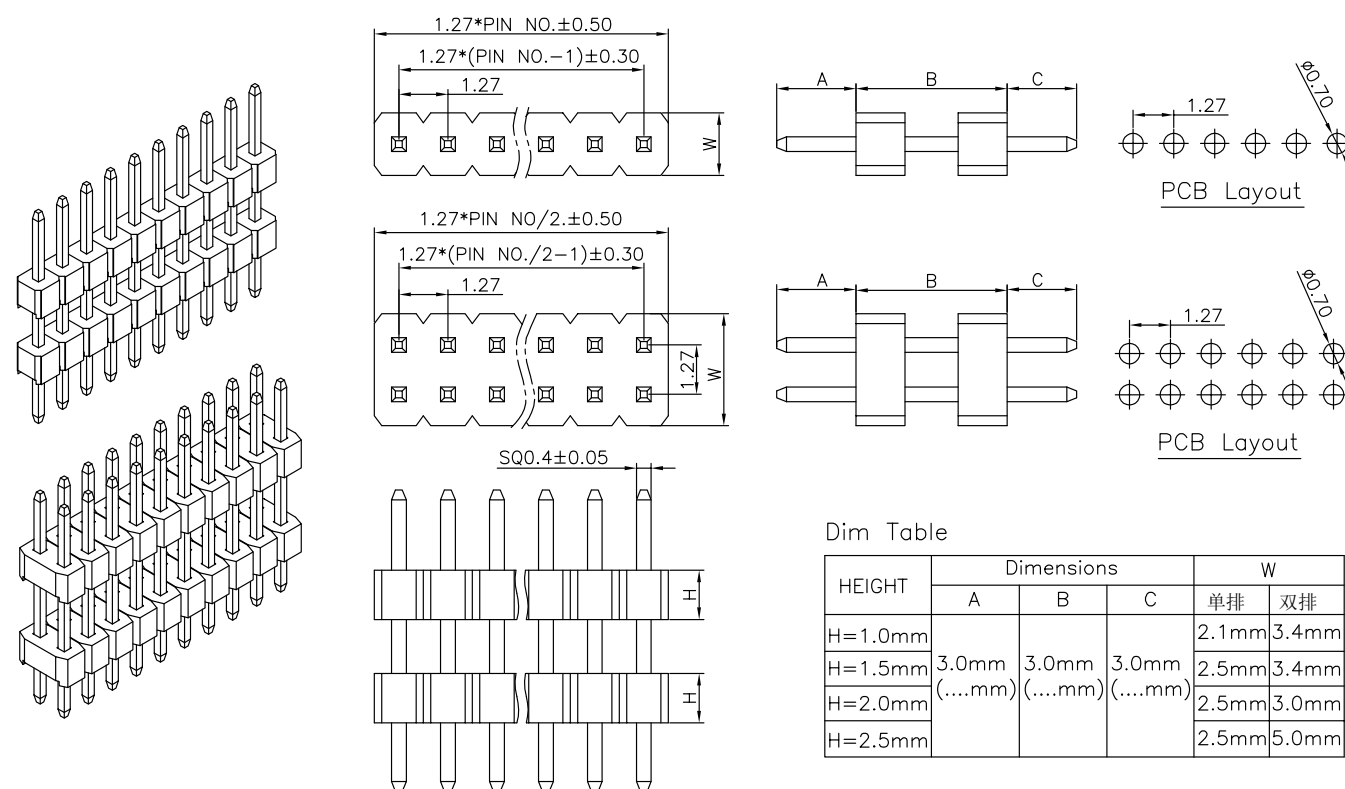 1.27*PIN NO.±0.50
1.27*(PIN NO.-1)±0.30
1.27
W
A B C
1.27
ø0.70
PCB Layout
1.27*PIN NO/2.±0.50
1.27*(PIN NO./2-1)±0.30
1.27
1.27
W
A B C
1.27
ø0.70
PCB Layout
SQ0.4±0.05
H
H
Dim Table
HEIGHT Dimensions W
A B C 单排 双排
H=1.0mm 2.1mm 3.4mm
H=1.5mm 3.0mm 3.0mm 3.0mm 2.5mm 3.4mm
(....mm) (....mm) (....mm)
H=2.0mm 2.5mm 3.0mm
H=2.5mm 2.5mm 5.0mm